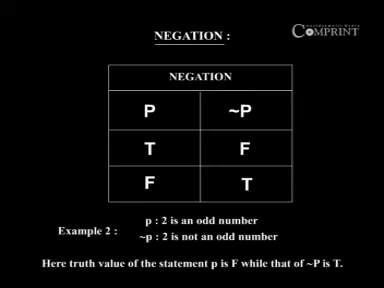 NEGATION :
COMPRINT
NEGATION
P ~P
T F
F T
Example 2 :
p : 2 is an odd number
~p : 2 is not an odd number
Here truth value of the statement p is F while that of ~P is T.